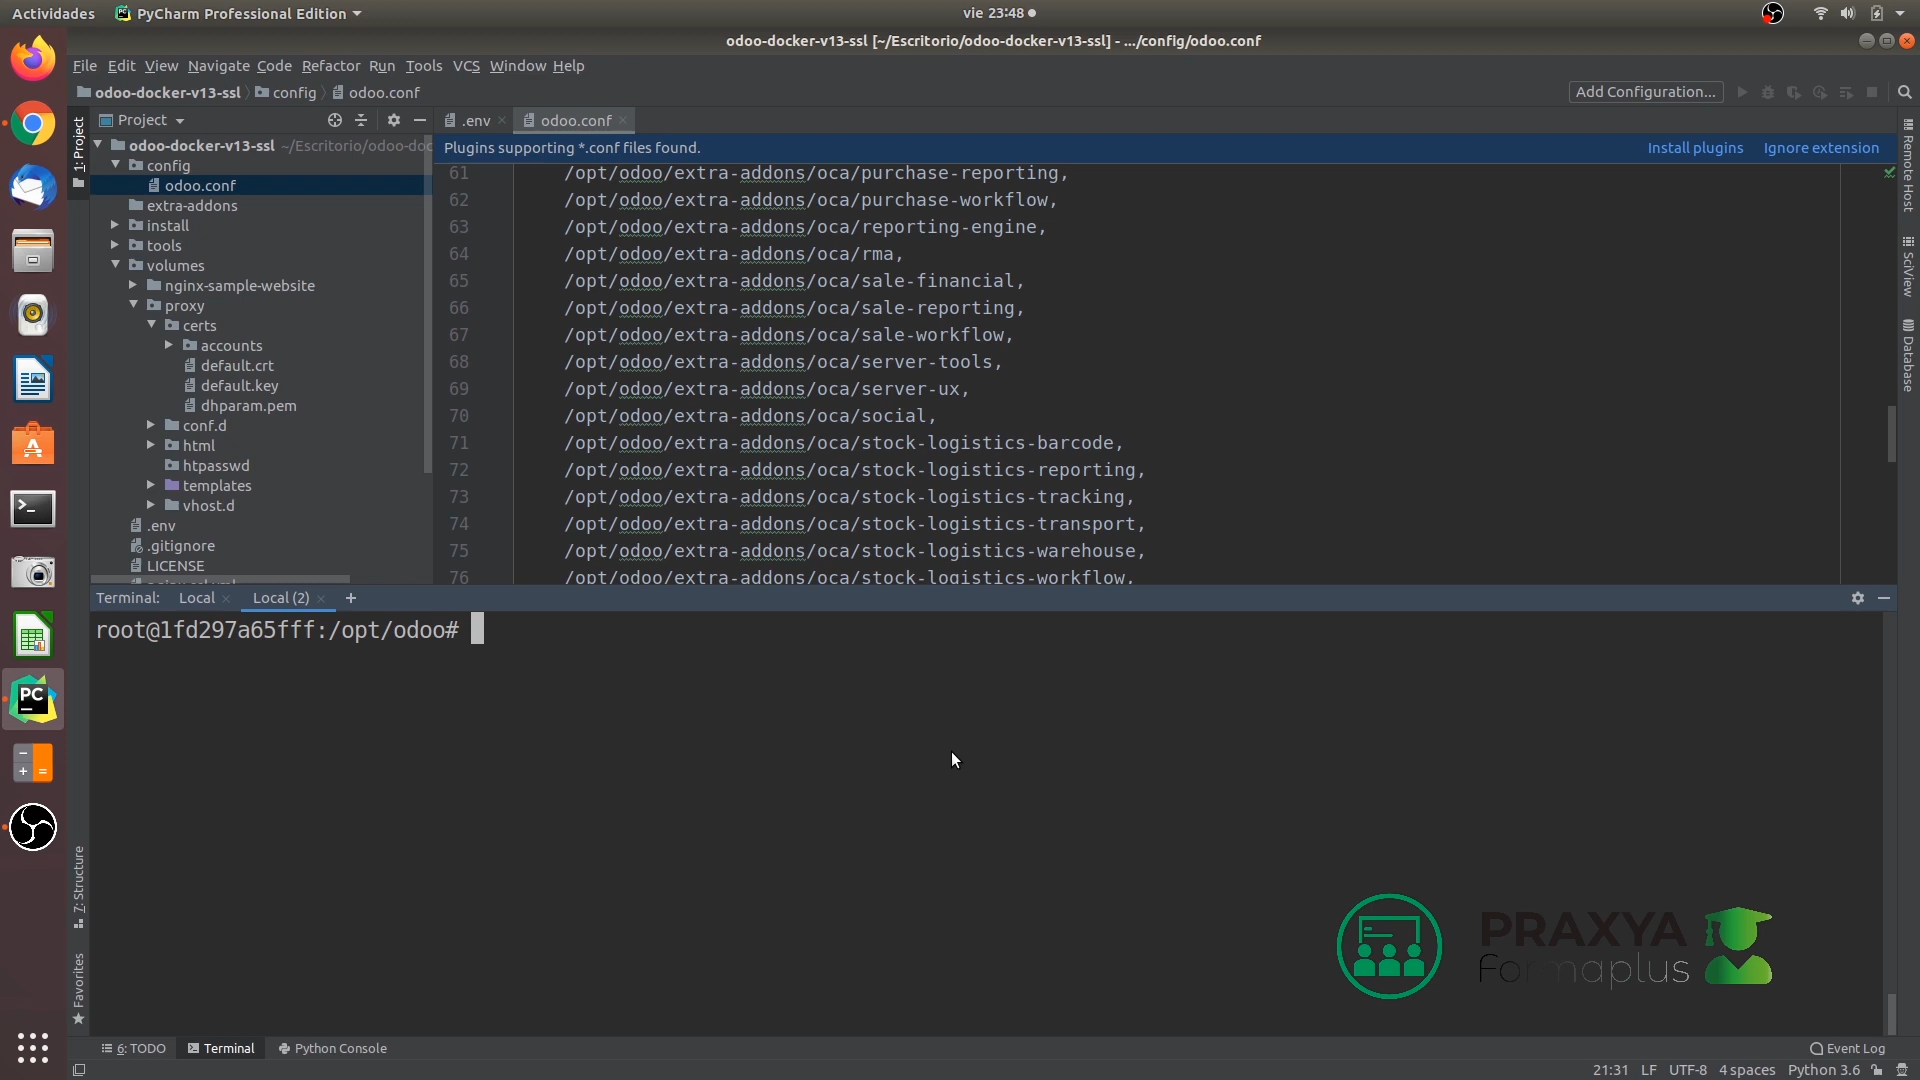 Actividades PyCharm Professional Edition vie 23:48
odoo-docker-v13-ssl [~/Escritorio/odoo-docker-v13-ssl] - .../config/odoo.conf
File Edit View Navigate Code Refactor Run Tools VCS Window Help
odoo-docker-v13-ssl config odoo.conf Add Configuration...
Project
.env odoo.conf
1: Project
Remote Host
SciView
Database
odoo-docker-v13-ssl ~/Escritorio/odoo-doc
config
odoo.conf
extra-addons
install
tools
volumes
nginx-sample-website
proxy
certs
accounts
default.crt
default.key
dhparam.pem
conf.d
html
htpasswd
templates
vhost.d
.env
.gitignore
LICENSE
Plugins supporting *.conf files found. Install plugins Ignore extension
61 /opt/odoo/extra-addons/oca/purchase-reporting,
62 /opt/odoo/extra-addons/oca/purchase-workflow,
63 /opt/odoo/extra-addons/oca/reporting-engine,
64 /opt/odoo/extra-addons/oca/rma,
65 /opt/odoo/extra-addons/oca/sale-financial,
66 /opt/odoo/extra-addons/oca/sale-reporting,
67 /opt/odoo/extra-addons/oca/sale-workflow,
68 /opt/odoo/extra-addons/oca/server-tools,
69 /opt/odoo/extra-addons/oca/server-ux,
70 /opt/odoo/extra-addons/oca/social,
71 /opt/odoo/extra-addons/oca/stock-logistics-barcode,
72 /opt/odoo/extra-addons/oca/stock-logistics-reporting,
73 /opt/odoo/extra-addons/oca/stock-logistics-tracking,
74 /opt/odoo/extra-addons/oca/stock-logistics-transport,
75 /opt/odoo/extra-addons/oca/stock-logistics-warehouse,
76 /opt/odoo/extra-addons/oca/stock-logistics-workflow,
Terminal: Local Local (2)
root@1fd297a65fff:/opt/odoo#
7: Structure
Favorites
PRAXYA
formaplus
6: TODO Terminal Python Console Event Log
21:31 LF UTF-8 4 spaces Python 3.6